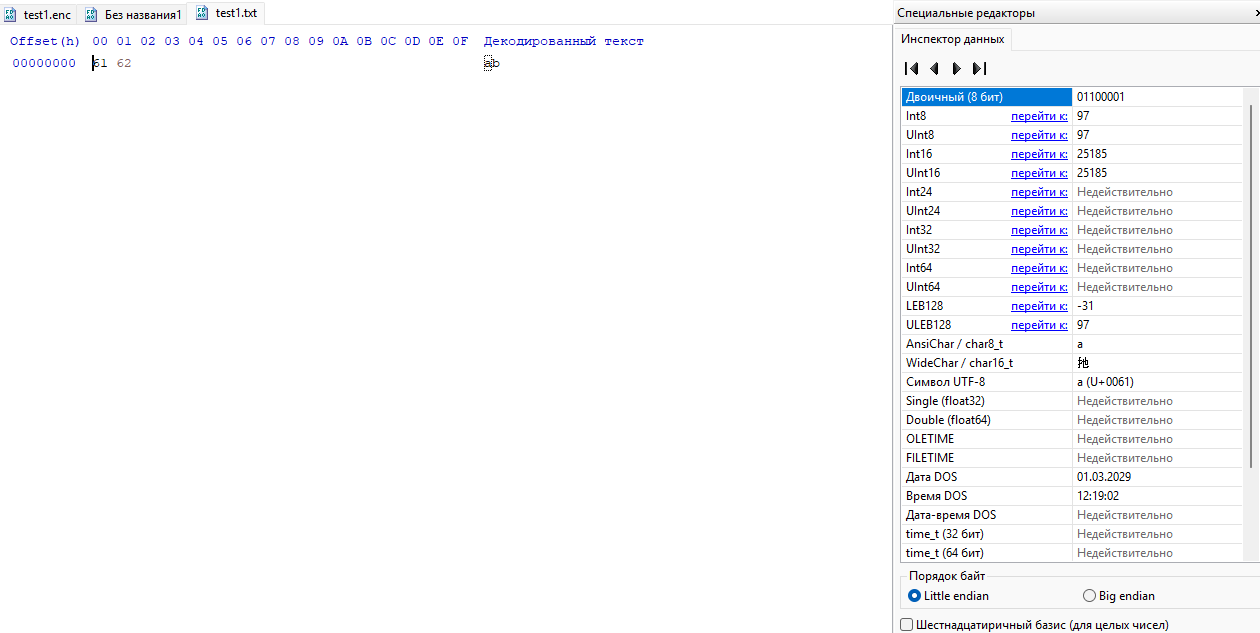 test1.enc Без названия1 test1.txt
Offset(h) 00 01 02 03 04 05 06 07 08 09 0A 0B 0C 0D 0E 0F Декодированный текст
00000000 61 62 ab
Специальные редакторы
Инспектор данных
Двоичный (8 бит) 01100001
Int8 перейти к: 97
UInt8 перейти к: 97
Int16 перейти к: 25185
UInt16 перейти к: 25185
Int24 перейти к: Недействительно
UInt24 перейти к: Недействительно
Int32 перейти к: Недействительно
UInt32 перейти к: Недействительно
Int64 перейти к: Недействительно
UInt64 перейти к: Недействительно
LEB128 перейти к: -31
ULEB128 перейти к: 97
AnsiChar / char8_t a
WideChar / char16_t 扡
Символ UTF-8 a (U+0061)
Single (float32) Недействительно
Double (float64) Недействительно
OLETIME Недействительно
FILETIME Недействительно
Дата DOS 01.03.2029
Время DOS 12:19:02
Дата-время DOS Недействительно
time_t (32 бит) Недействительно
time_t (64 бит) Недействительно
Порядок байт
Little endian Big endian
Шестнадцатиричный базис (для целых чисел)